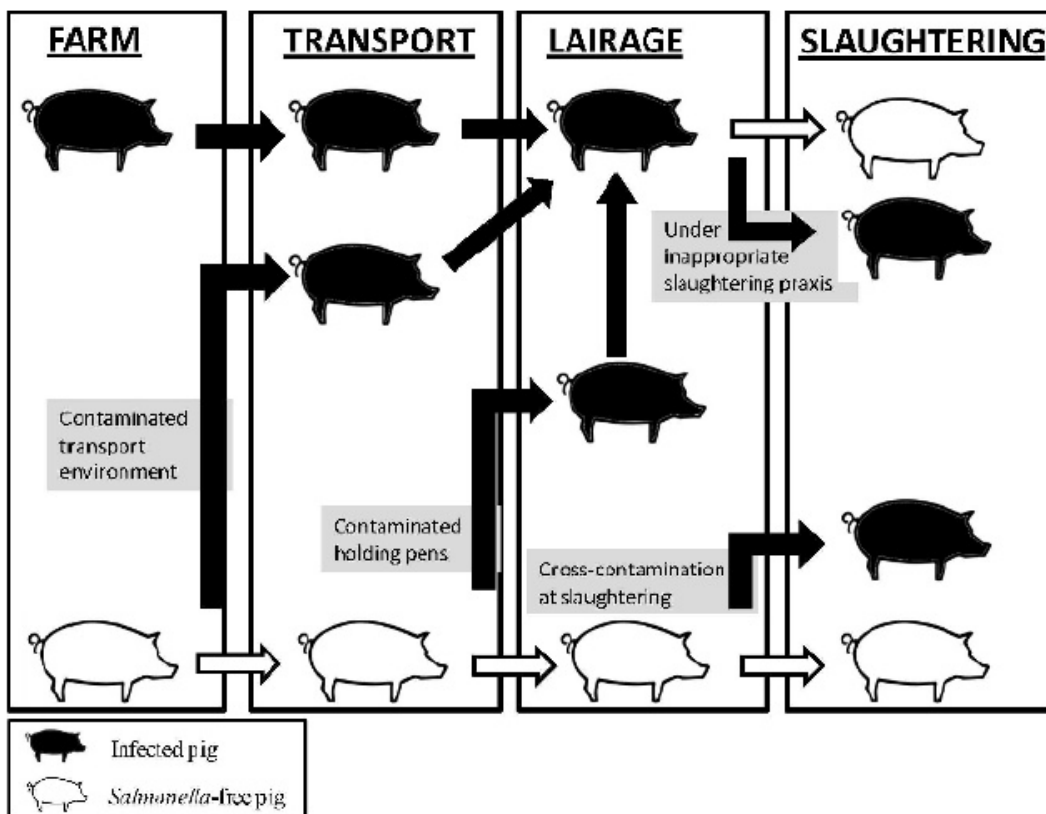 FARM
TRANSPORT
LAIRAGE
SLAUGHTERING
Under
inappropriate
slaughtering praxis
Contaminated
transport
environment
Contaminated
holding pens
Cross-contamination
at slaughtering
Infected pig
Salmonella-free pig